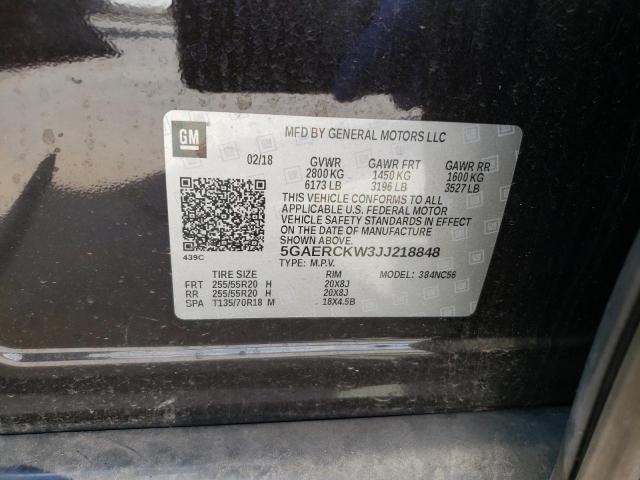 GM
MFD BY GENERAL MOTORS LLC
02/18 GVWR GAWR FRT GAWR RR
2800 KG 1450 KG 1600 KG
6173 LB 3196 LB 3527 LB
THIS VEHICLE CONFORMS TO ALL
APPLICABLE U.S. FEDERAL MOTOR
VEHICLE SAFETY STANDARDS IN EFFECT
ON THE DATE OF MANUFACTURE
SHOWN ABOVE.
439C
5GAERCKW3JJ218848
TYPE: M.P.V. MODEL: 384NC56
TIRE SIZE RIM
FRT 255/55R20 H 20X8J
RR 255/55R20 H 20X8J
SPA T135/70R18 M 18X4.5B